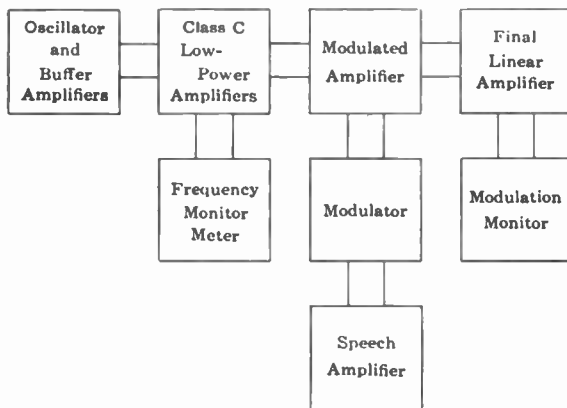 Oscillator
and
Buffer
Amplifiers
Class C
Low-
Power
Amplifiers
Modulated
Amplifier
Final
Linear
Amplifier
Frequency
Monitor
Meter
Modulator
Modulation
Monitor
Speech
Amplifier